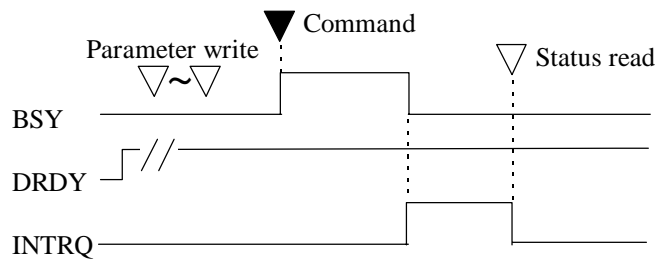 Command
Parameter write
~
Status read
BSY
DRDY
INTRQ